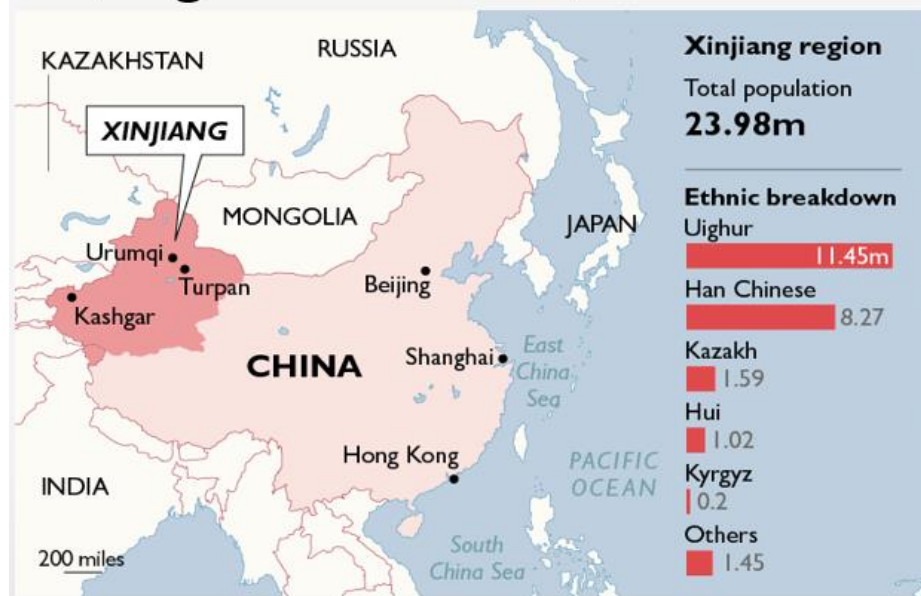 KAZAKHSTAN
RUSSIA
XINJIANG
MONGOLIA
JAPAN
Urumqi
Turpan
Kashgar
Beijing
CHINA
Shanghai
East
China
Sea
Hong Kong
INDIA
PACIFIC
OCEAN
200 miles
South
China Sea
Xinjiang region
Total population
23.98m
Ethnic breakdown
Uighur
11.45m
Han Chinese
8.27
Kazakh
1.59
Hui
1.02
Kyrgyz
0.2
Others
1.45